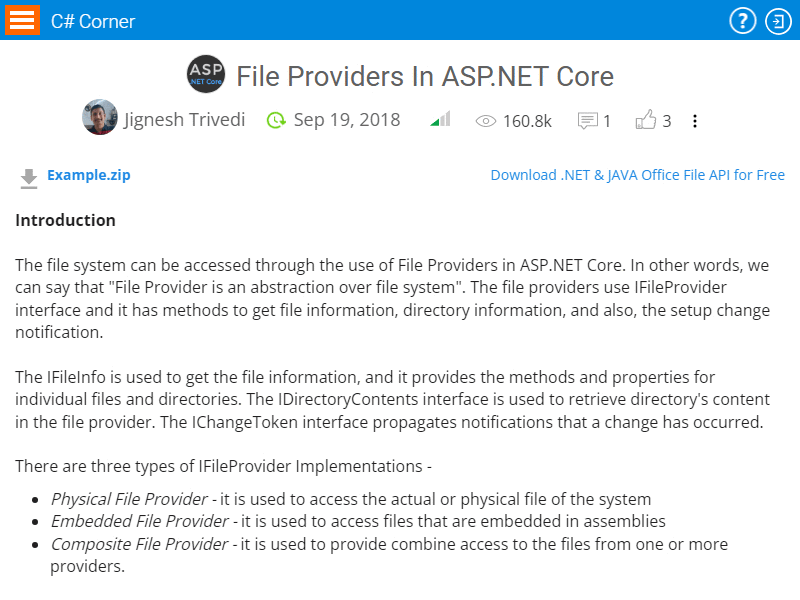 C# Corner
ASP
NET Core
File Providers In ASP.NET Core
Jignesh Trivedi Sep 19, 2018 160.8k 1 3
Example.zip Download .NET & JAVA Office File API for Free
Introduction
The file system can be accessed through the use of File Providers in ASP.NET Core. In other words, we
can say that "File Provider is an abstraction over file system". The file providers use IFileProvider
interface and it has methods to get file information, directory information, and also, the setup change
notification.
The IFileInfo is used to get the file information, and it provides the methods and properties for
individual files and directories. The IDirectoryContents interface is used to retrieve directory's content
in the file provider. The IChangeToken interface propagates notifications that a change has occurred.
There are three types of IFileProvider Implementations -
• Physical File Provider - it is used to access the actual or physical file of the system
• Embedded File Provider - it is used to access files that are embedded in assemblies
• Composite File Provider - it is used to provide combine access to the files from one or more
providers.